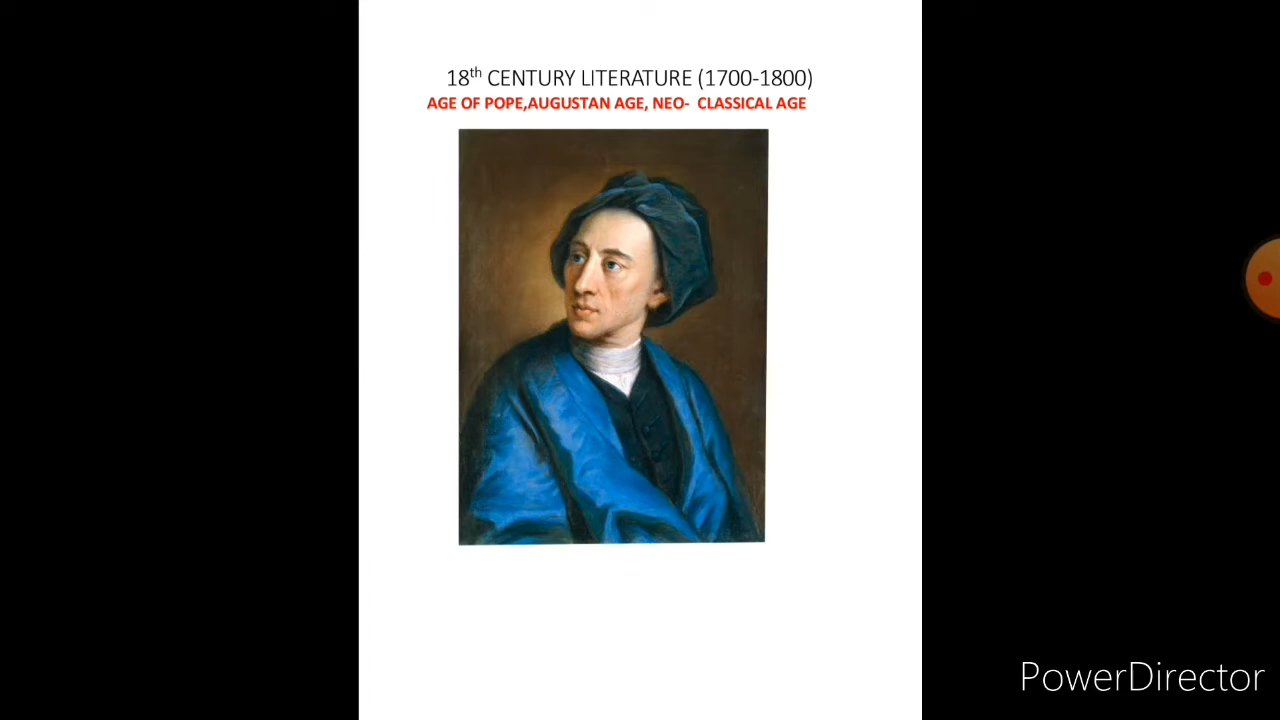 18th CENTURY LITERATURE (1700-1800)
AGE OF POPE,AUGUSTAN AGE, NEO-  CLASSICAL AGE
PowerDirector